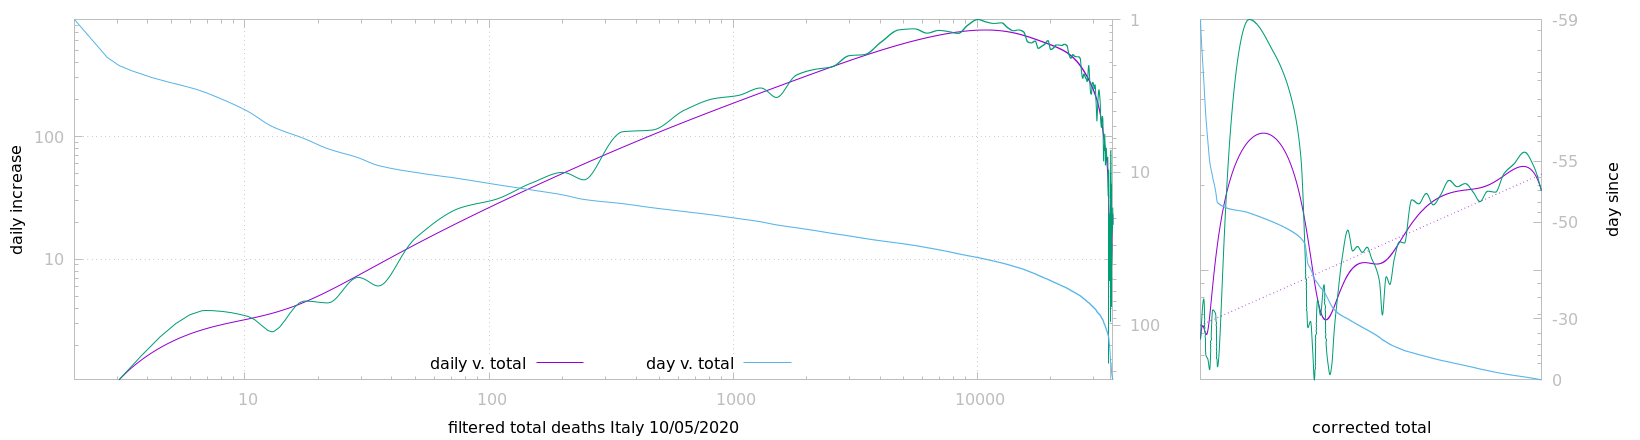 daily increase
100
10
daily v. total
day v. total
10
100
1000
10000
1
10
100
filtered total deaths Italy 10/05/2020
-59
-55
-50
-30
0
day since
corrected total